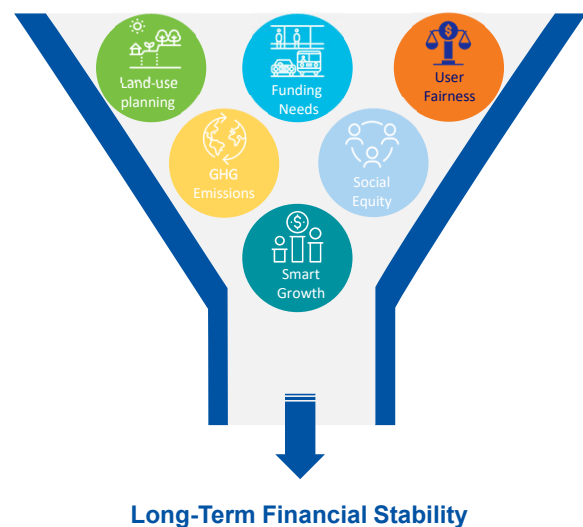 Land-use
planning
Funding
Needs
User
Fairness
GHG
Emissions
Social
Equity
$
Smart
Growth
Long-Term Financial Stability